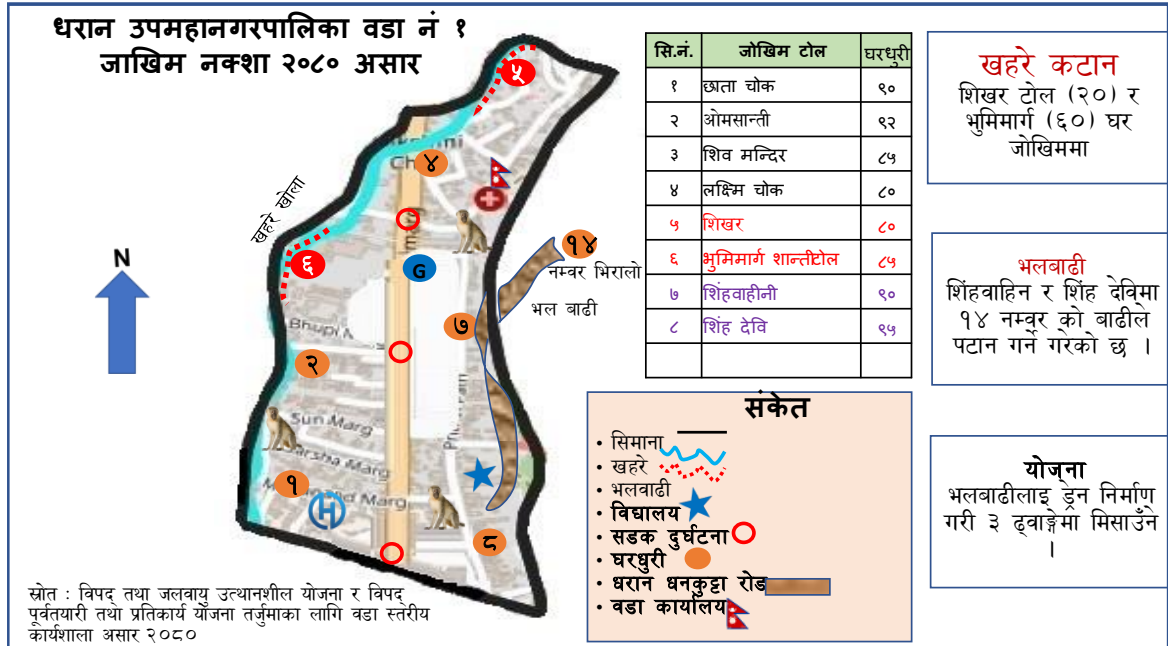 धरान उपमहानगरपालिका वडा नं १
जाखिम नक्शा २०८० असार
N
खहरे खोला
५
४
६
G
१४
नम्वर भिरालो
भल बाढी
७
२
Sun Marg
१
Marg
H
८
स्रोत : विपद् तथा जलवायु उत्थानशील योजना र विपद्
पूर्वतयारी तथा प्रतिकार्य योजना तर्जुमाका लागि वडा स्तरीय
कार्यशाला असार २०८०
सि.नं. जोखिम टोल घरधुरी
१ छाता चोक ९०
२ ओमसान्ती ९२
३ शिव मन्दिर ८५
४ लक्ष्मि चोक ८०
५ शिखर ८०
६ भुमिमार्ग शान्तीटोल ८५
७ शिंहवाहीनी ९०
८ शिंह देवि ९५
संकेत
• सिमाना
• खहरे
• भलवाढी
• विद्यालय
• सडक दुर्घटना
• घरधुरी
• धरान धनकुट्टा रोड
• वडा कार्यालय
खहरे कटान
शिखर टोल (२०) र
भुमिमार्ग (६०) घर
जोखिममा
भलबाढी
शिंहवाहिन र शिंह देविमा
१४ नम्वर को बाढीले
पटान गर्ने गरेको छ ।
योज्ना
भलबाढीलाइ ड्रन निर्माण
गरी ३ ढ्वाङ्गेमा मिसाउँन
।